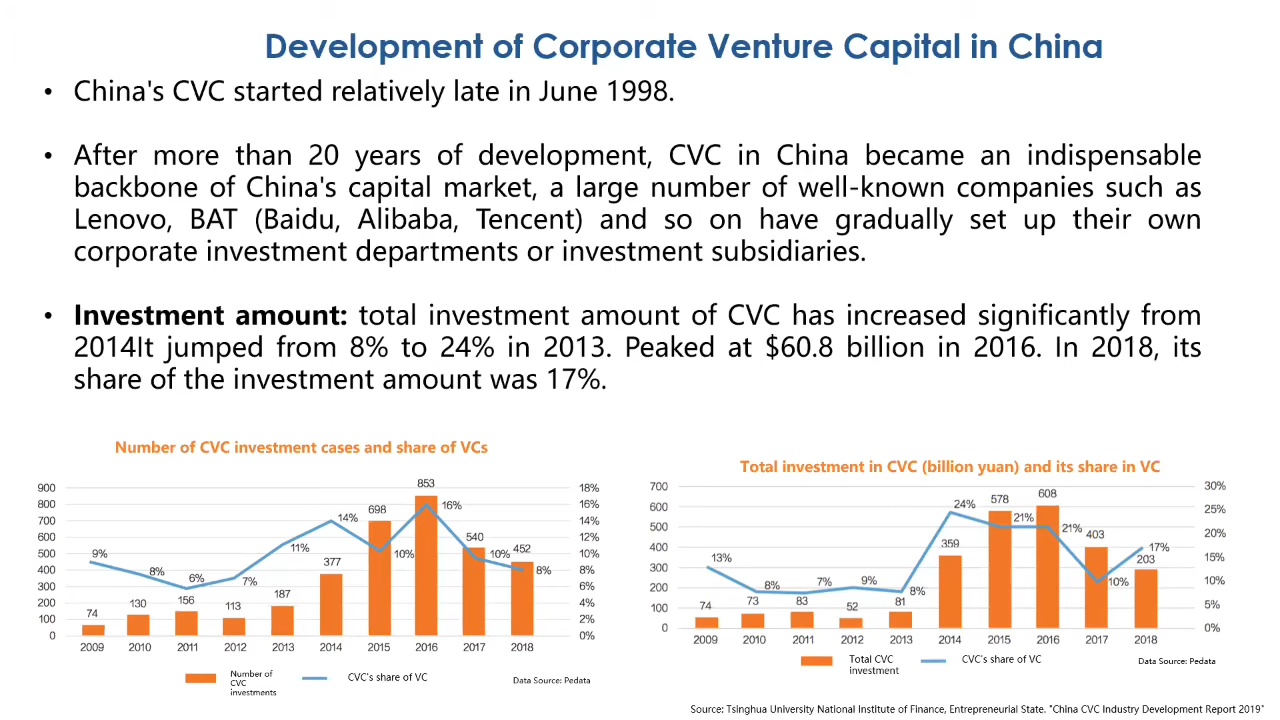 Development of Corporate Venture Capital in China
• China's CVC started relatively late in June 1998.
• After more than 20 years of development, CVC in China became an indispensable
backbone of China's capital market, a large number of well-known companies such as
Lenovo, BAT (Baidu, Alibaba, Tencent) and so on have gradually set up their own
corporate investment departments or investment subsidiaries.
• Investment amount: total investment amount of CVC has increased significantly from
2014It jumped from 8% to 24% in 2013. Peaked at $60.8 billion in 2016. In 2018, its
share of the investment amount was 17%.
Number of CVC investment cases and share of VCs
900 800 700 600 500 400 300 200 100 0
18% 16% 14% 12% 10% 8% 6% 4% 2% 0%
74 130 156 113 187 377 698 853 540 452
9% 8% 6% 7% 11% 14% 10% 16% 10% 8%
2009 2010 2011 2012 2013 2014 2015 2016 2017 2018
Number of
CVC
investments
CVC's share of VC
Data Source: Pedata
Total investment in CVC (billion yuan) and its share in VC
700 600 500 400 300 200 100 0
30% 25% 20% 15% 10% 5% 0%
74 73 83 52 81 359 578 608 403 203
13% 8% 7% 9% 8% 24% 21% 21% 10% 17%
2009 2010 2011 2012 2013 2014 2015 2016 2017 2018
Total CVC
investment
CVC's share of VC
Data Source: Pedata
Source: Tsinghua University National Institute of Finance, Entrepreneurial State. "China CVC Industry Development Report 2019"